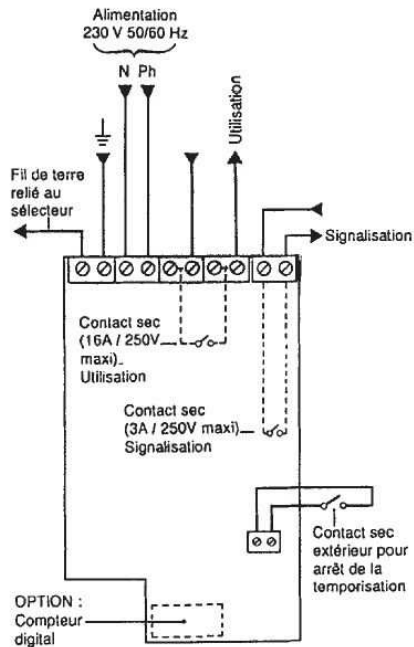 Alimentation
230 V 50/60 Hz
N Ph
Utilisation
Fil de terre
relié au
sélecteur
Signalisation
Contact sec
(16A / 250V
maxi)
Utilisation
Contact sec
(3A / 250V maxi)
Signalisation
Contact sec
extérieur pour
arrêt de la
temporisation
OPTION :
Compteur
digital